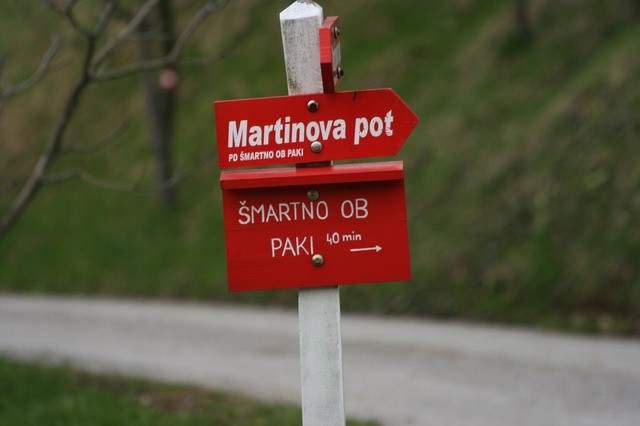 Martinova pot
PD ŠMARTNO OB PAKI
ŠMARTNO OB
PAKI 40 min →